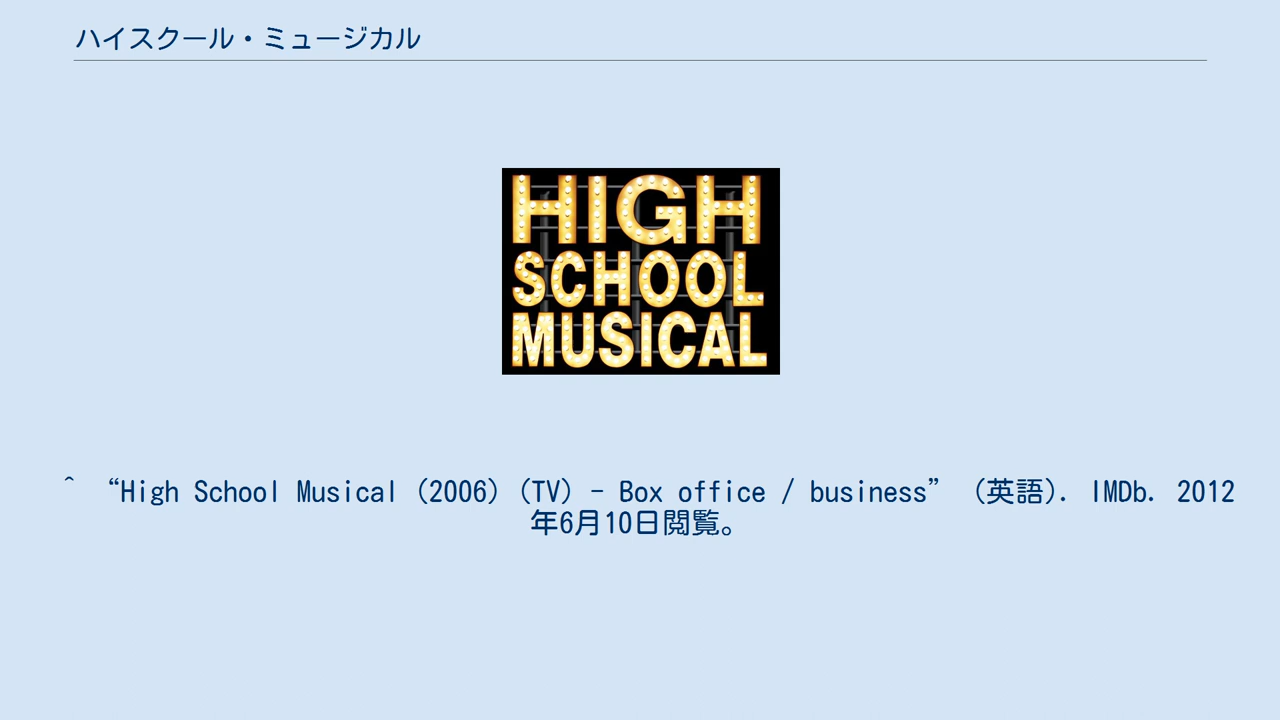 ハイスクール・ミュージカル
HIGH
SCHOOL
MUSICAL
^ “High School Musical (2006) (TV) - Box office / business” (英語). IMDb. 2012
年6月10日閲覧。